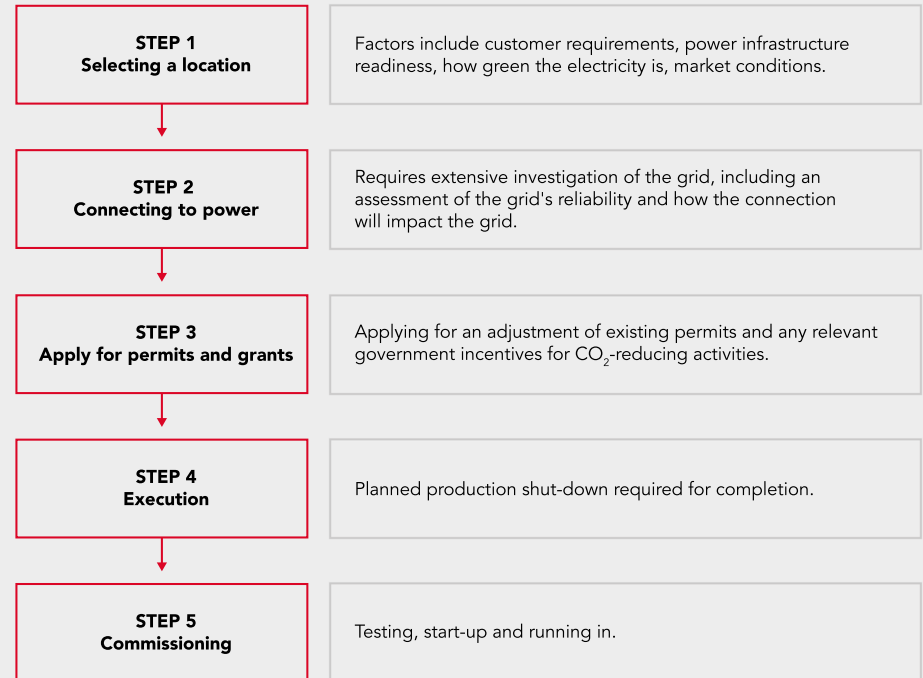 STEP 1
Selecting a location
Factors include customer requirements, power infrastructure
readiness, how green the electricity is, market conditions.
STEP 2
Connecting to power
Requires extensive investigation of the grid, including an
assessment of the grid's reliability and how the connection
will impact the grid.
STEP 3
Apply for permits and grants
Applying for an adjustment of existing permits and any relevant
government incentives for CO₂-reducing activities.
STEP 4
Execution
Planned production shut-down required for completion.
STEP 5
Commissioning
Testing, start-up and running in.